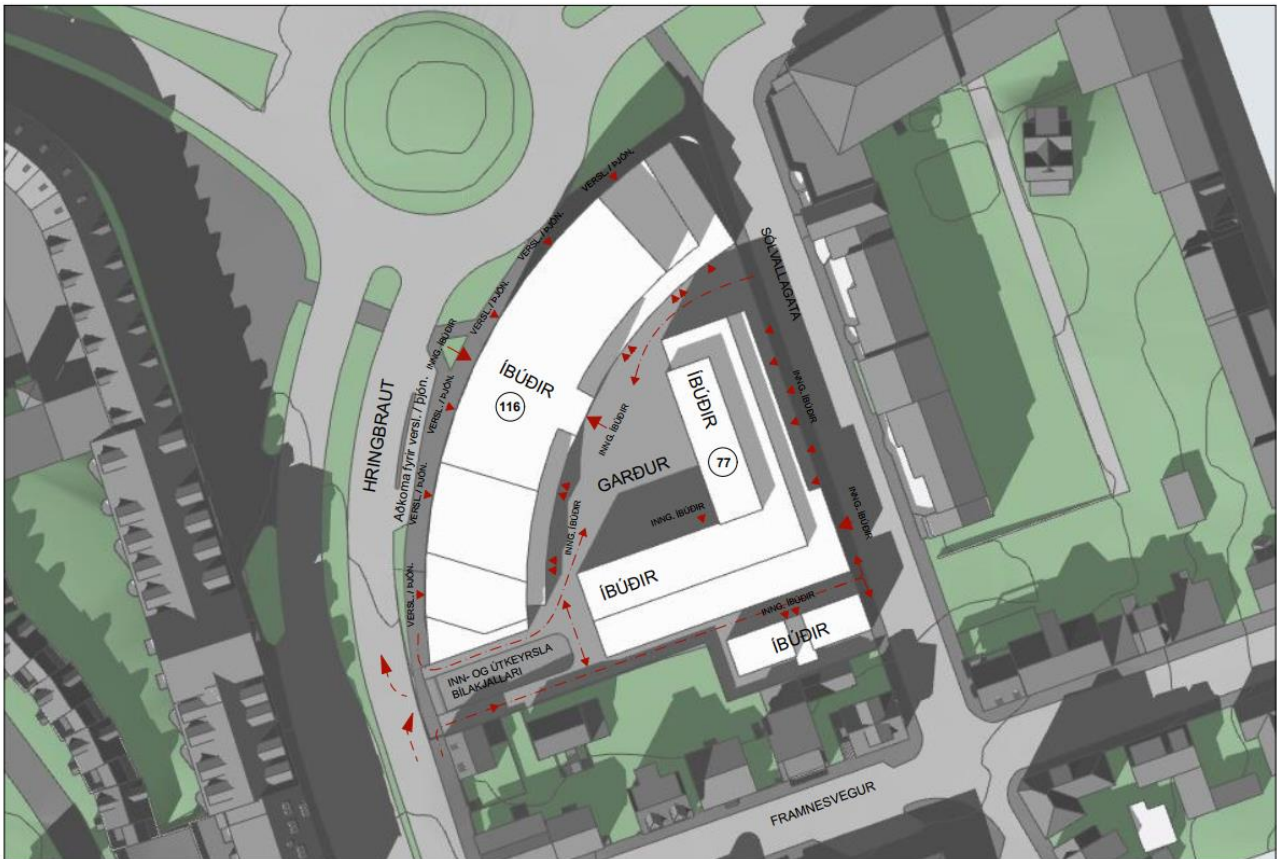 VERSL. / ÞJÓN.
VERSL. / ÞJÓN.
SÓLVALLAGATA
VERSL. / ÞJÓN.
INNG. ÍBÚÐIR
ÍBÚÐIR
116
HRINGBRAUT
Aðkoma fyrir versl. / þjón.
VERSL. / ÞJÓN.
ÍBÚÐIR
77
INNG. ÍBÚÐIR
INNG. ÍBÚÐIR
GARÐUR
VERSL. / ÞJÓN.
INNG. ÍBÚÐIR
INNG. ÍBÚÐIR
INNG. ÍBÚÐIR
ÍBÚÐIR
VERSL. / ÞJÓN.
INNG. ÍBÚÐIR
ÍBÚÐIR
INN- OG ÚTKEYRSLA
BÍLAKJALLARI
FRAMNESVEGUR